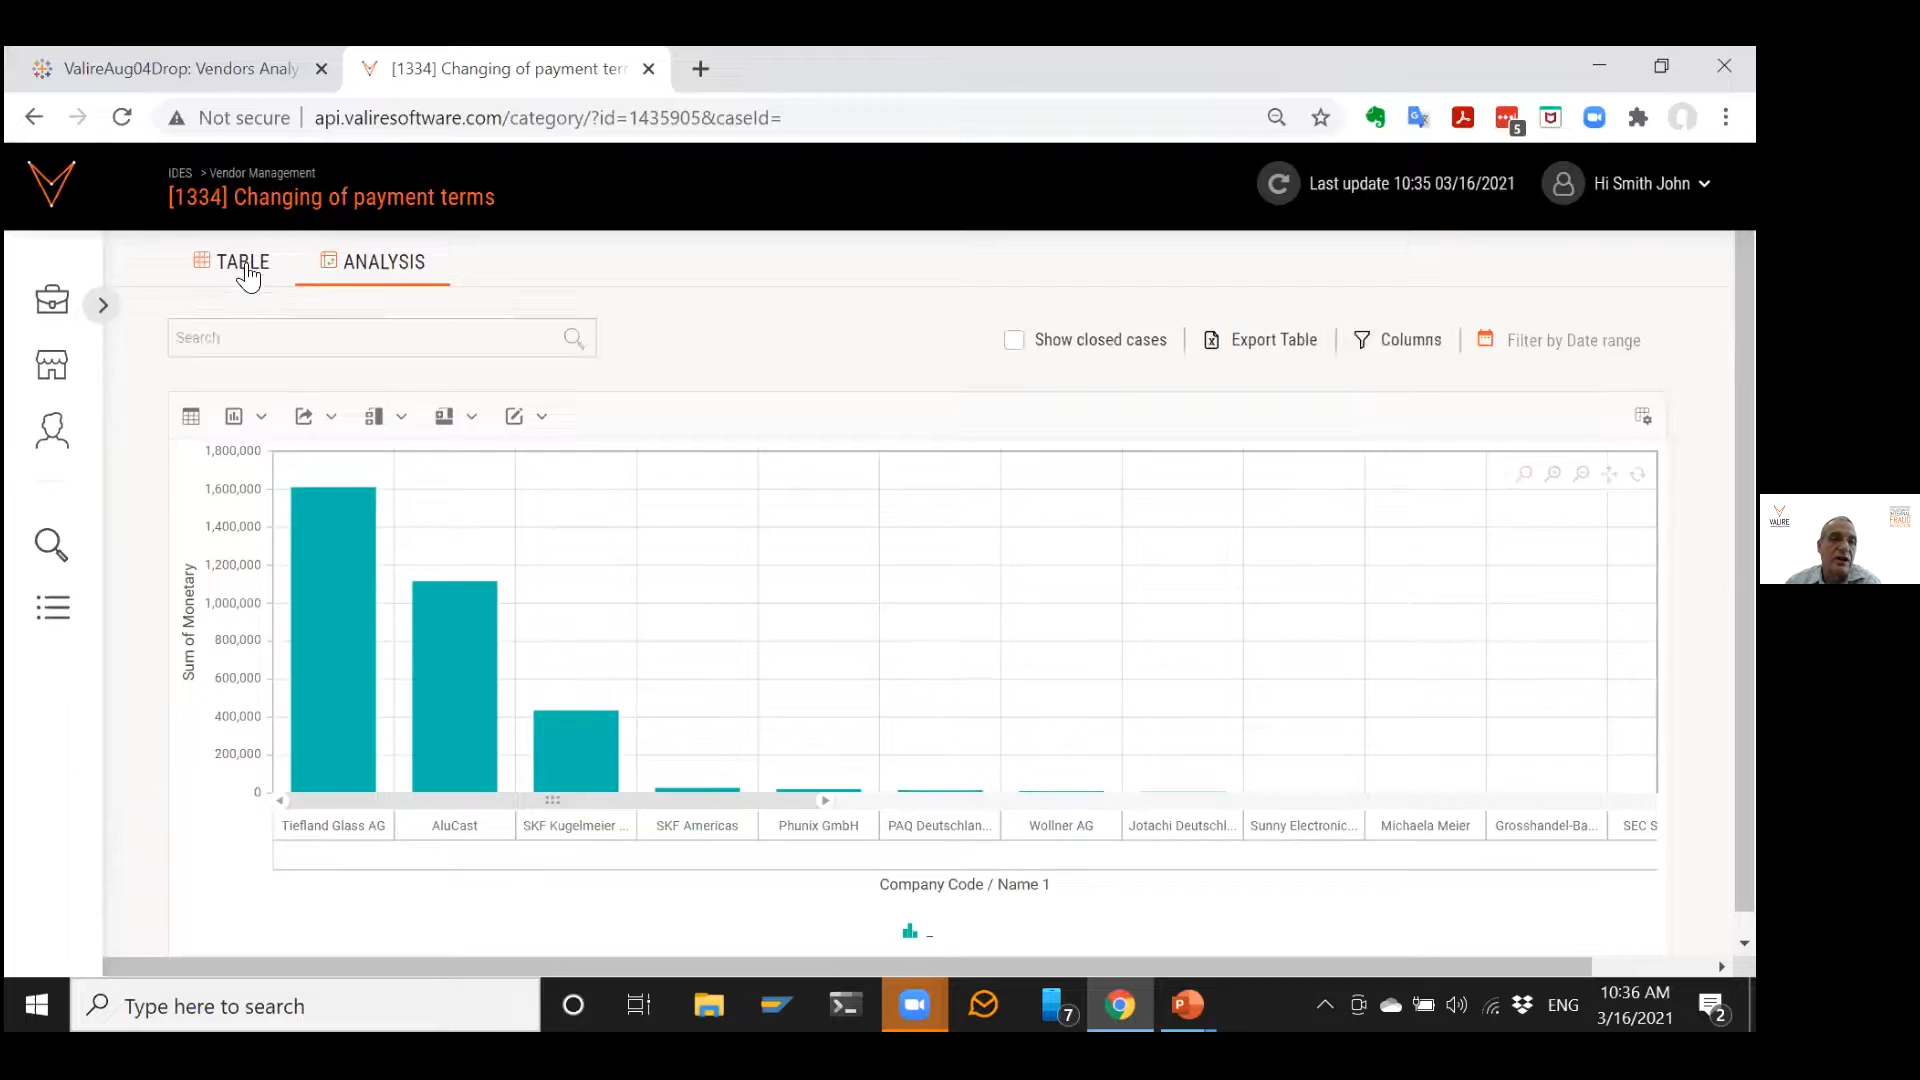 ValireAug04Drop: Vendors Analy
[1334] Changing of payment ter
Not secure
api.valiresoftware.com/category/?id=1435905&caseId=
5
IDES > Vendor Management
[1334] Changing of payment terms
Last update 10:35 03/16/2021
Hi Smith John
TABLE
ANALYSIS
Search
Show closed cases
Export Table
Columns
Filter by Date range
1,800,000
1,600,000
1,400,000
1,200,000
1,000,000
800,000
600,000
400,000
200,000
0
Sum of Monetary
Tiefland Glass AG
AluCast
SKF Kugelmeier ...
SKF Americas
Phunix GmbH
PAQ Deutschlan...
Wollner AG
Jotachi Deutschl...
Sunny Electronic...
Michaela Meier
Grosshandel-Ba...
SEC S
Company Code / Name 1
_
VALIRE
FRAUD
Type here to search
7
ENG
10:36 AM
3/16/2021
2